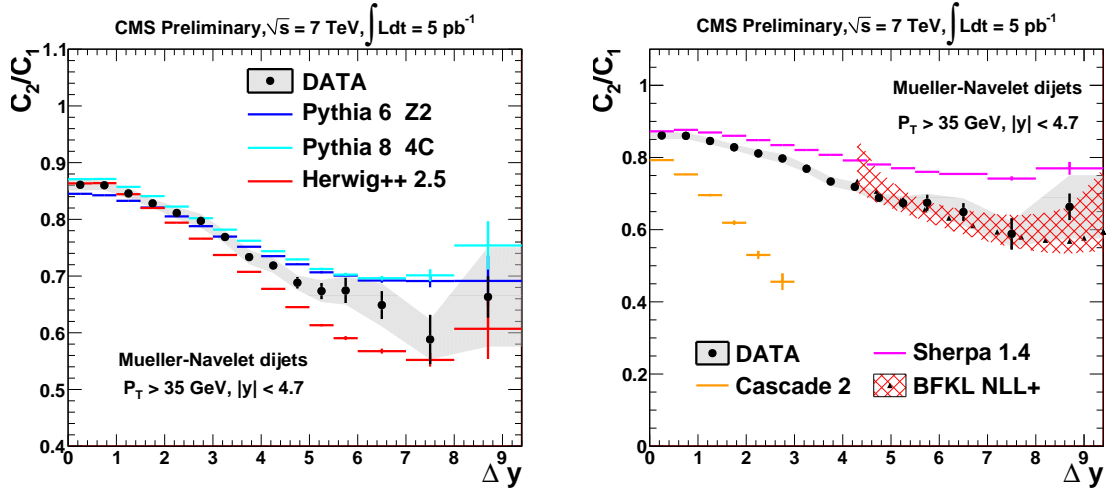 CMS Preliminary,√s = 7 TeV, ∫Ldt = 5 pb⁻¹
C₂/C₁
1.1
1
0.9
0.8
0.7
0.6
0.5
0.4
DATA
Pythia 6 Z2
Pythia 8 4C
Herwig++ 2.5
Mueller-Navelet dijets
P_T > 35 GeV, |y| < 4.7
0 1 2 3 4 5 6 7 8 9
Δ y
CMS Preliminary,√s = 7 TeV, ∫Ldt = 5 pb⁻¹
C₂/C₁
1
0.8
0.6
0.4
0.2
0
Mueller-Navelet dijets
P_T > 35 GeV, |y| < 4.7
DATA
Sherpa 1.4
Cascade 2
BFKL NLL+
0 1 2 3 4 5 6 7 8 9
Δ y